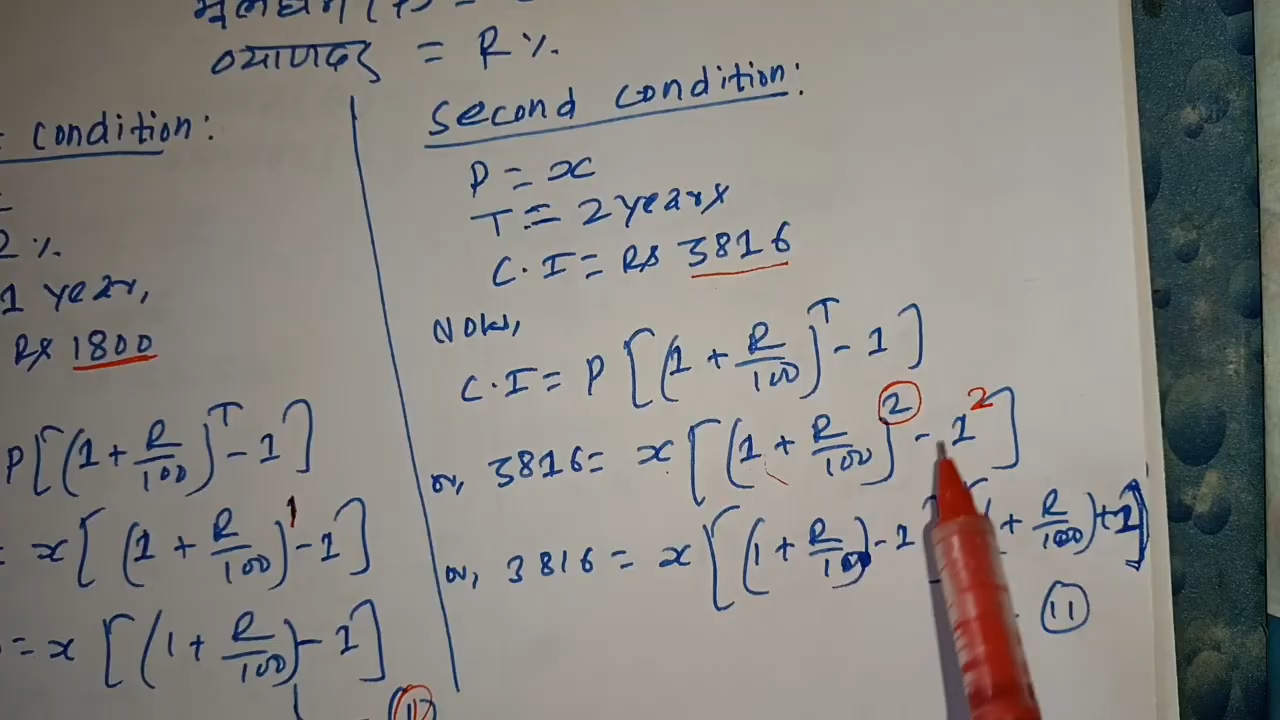 मूलधन (P) =
ब्याजदर = R %
condition:
2 %
1 year,
Rs 1800
P[(1 + R/100)^T - 1]
= x[(1 + R/100)^1 - 1]
= x[(1 + R/100) - 1]
Second condition:
P = x
T = 2 years
C.I = Rs 3816
Now,
C.I = P[(1 + R/100)^T - 1]
or, 3816 = x[(1 + R/100)^2 - 1^2]
or, 3816 = x[(1 + R/100) - 1 + R/100) + 1]
(11)